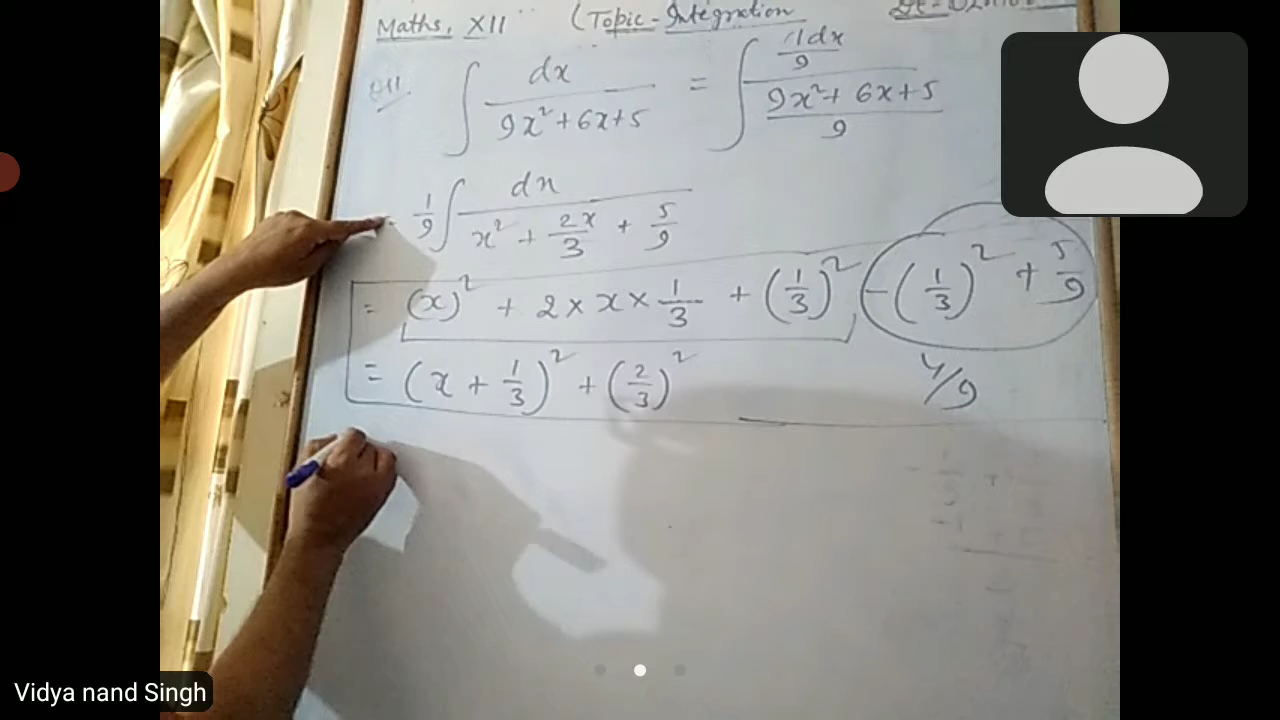 Maths, XII (Topic - Integration
Q11. ∫ dx / (9x² + 6x + 5) = ∫ (1dx / 9) / ((9x² + 6x + 5) / 9)
1/9 ∫ dx / (x² + 2x/3 + 5/9)
= (x)² + 2 × x × 1/3 + (1/3)² - (1/3)² + 5/9
= (x + 1/3)² + (2/3)² 4/9
Vidya nand Singh